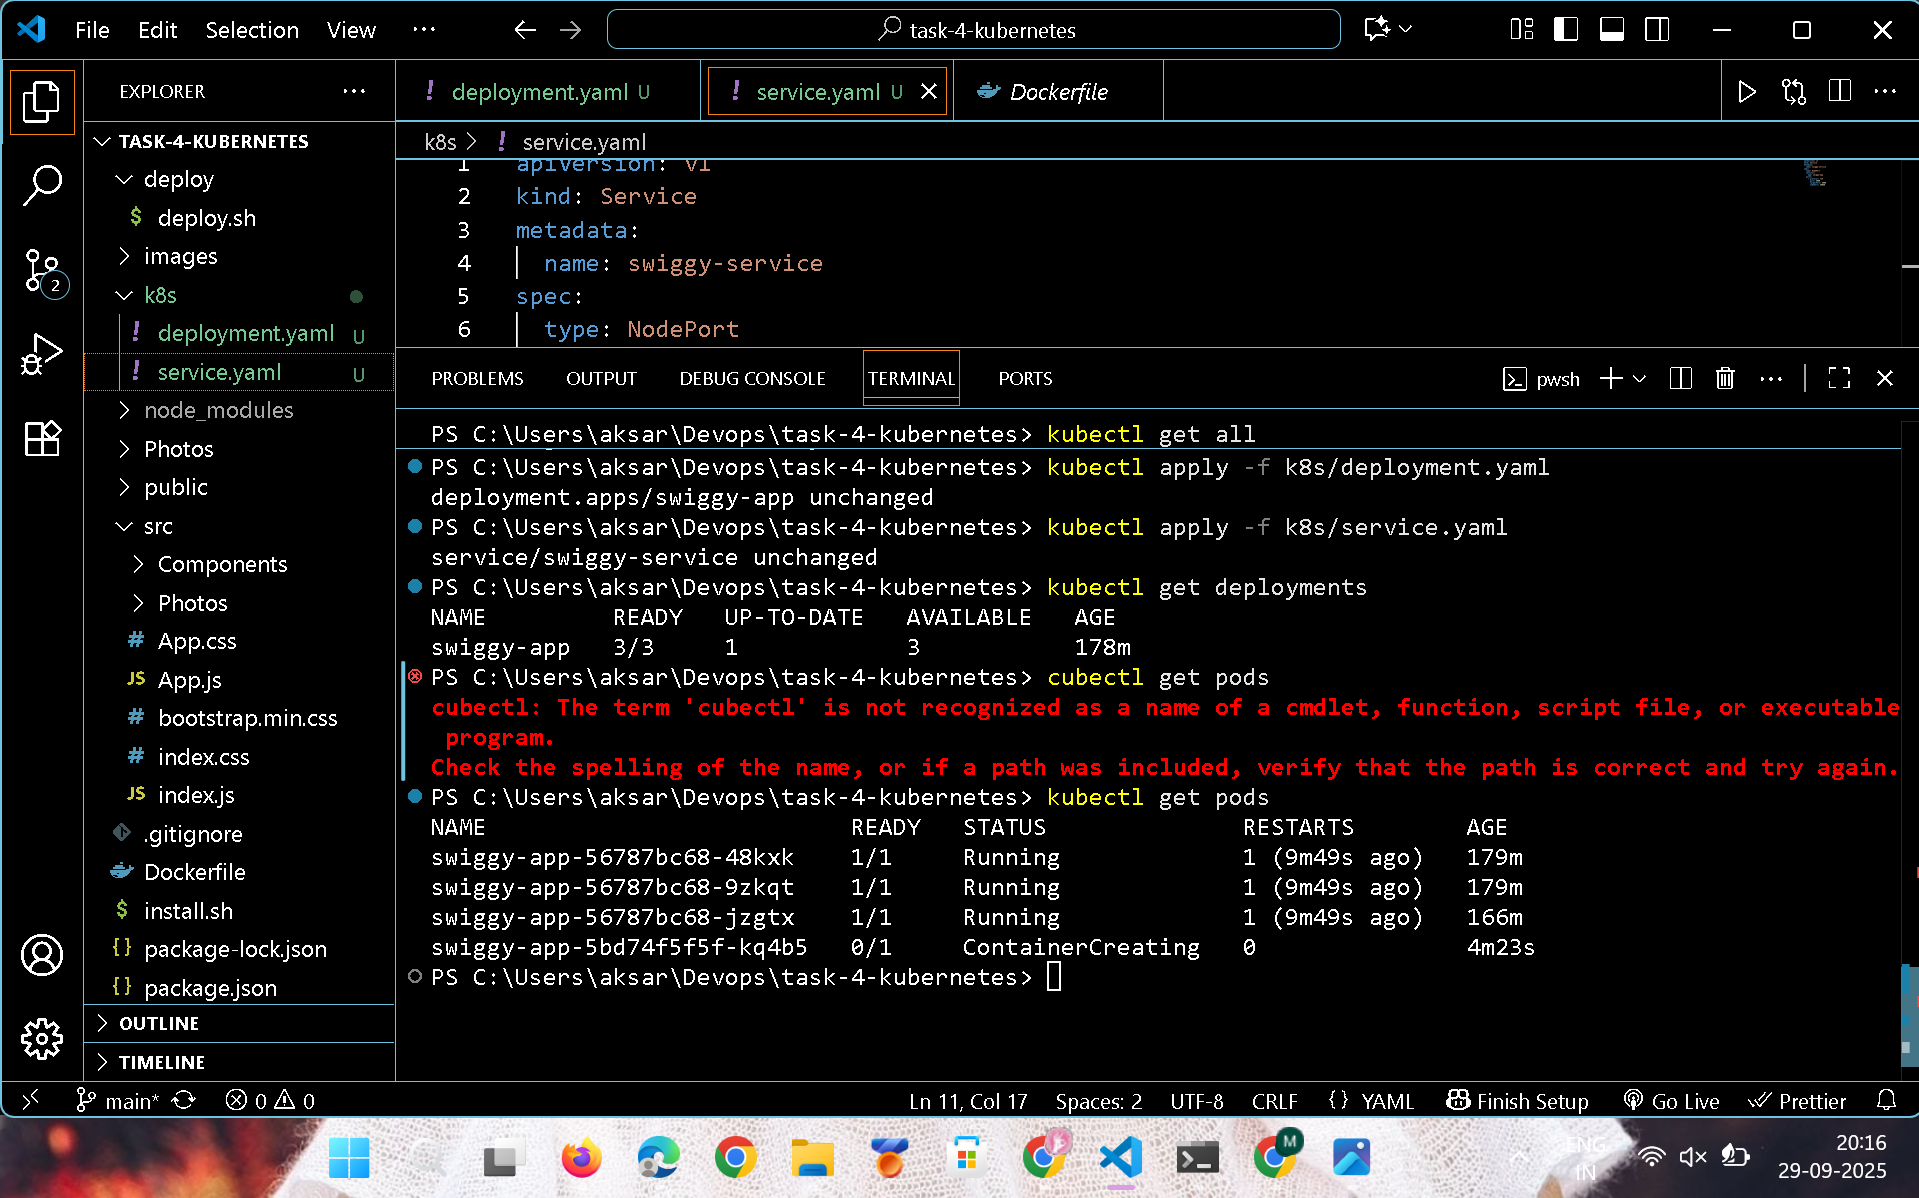 File Edit Selection View ··· task-4-kubernetes
EXPLORER ···
deployment.yaml U service.yaml U Dockerfile
TASK-4-KUBERNETES
deploy
deploy.sh
images
k8s
deployment.yaml U
service.yaml U
node_modules
Photos
public
src
Components
Photos
App.css
App.js
bootstrap.min.css
index.css
index.js
.gitignore
Dockerfile
install.sh
package-lock.json
package.json
OUTLINE
TIMELINE
2
k8s > ! service.yaml
1 apiVersion: v1
2 kind: Service
3 metadata:
4 name: swiggy-service
5 spec:
6 type: NodePort
PROBLEMS OUTPUT DEBUG CONSOLE TERMINAL PORTS pwsh
PS C:\Users\aksar\Devops\task-4-kubernetes> kubectl get all
PS C:\Users\aksar\Devops\task-4-kubernetes> kubectl apply -f k8s/deployment.yaml
deployment.apps/swiggy-app unchanged
PS C:\Users\aksar\Devops\task-4-kubernetes> kubectl apply -f k8s/service.yaml
service/swiggy-service unchanged
PS C:\Users\aksar\Devops\task-4-kubernetes> kubectl get deployments
NAME READY UP-TO-DATE AVAILABLE AGE
swiggy-app 3/3 1 3 178m
PS C:\Users\aksar\Devops\task-4-kubernetes> cubectl get pods
cubectl: The term 'cubectl' is not recognized as a name of a cmdlet, function, script file, or executable
program.
Check the spelling of the name, or if a path was included, verify that the path is correct and try again.
PS C:\Users\aksar\Devops\task-4-kubernetes> kubectl get pods
NAME READY STATUS RESTARTS AGE
swiggy-app-56787bc68-48kxk 1/1 Running 1 (9m49s ago) 179m
swiggy-app-56787bc68-9zkqt 1/1 Running 1 (9m49s ago) 179m
swiggy-app-56787bc68-jzgtx 1/1 Running 1 (9m49s ago) 166m
swiggy-app-5bd74f5f5f-kq4b5 0/1 ContainerCreating 0 4m23s
PS C:\Users\aksar\Devops\task-4-kubernetes>
main* 0 0 Ln 11, Col 17 Spaces: 2 UTF-8 CRLF {} YAML Finish Setup Go Live Prettier
M
ENG
IN
20:16
29-09-2025